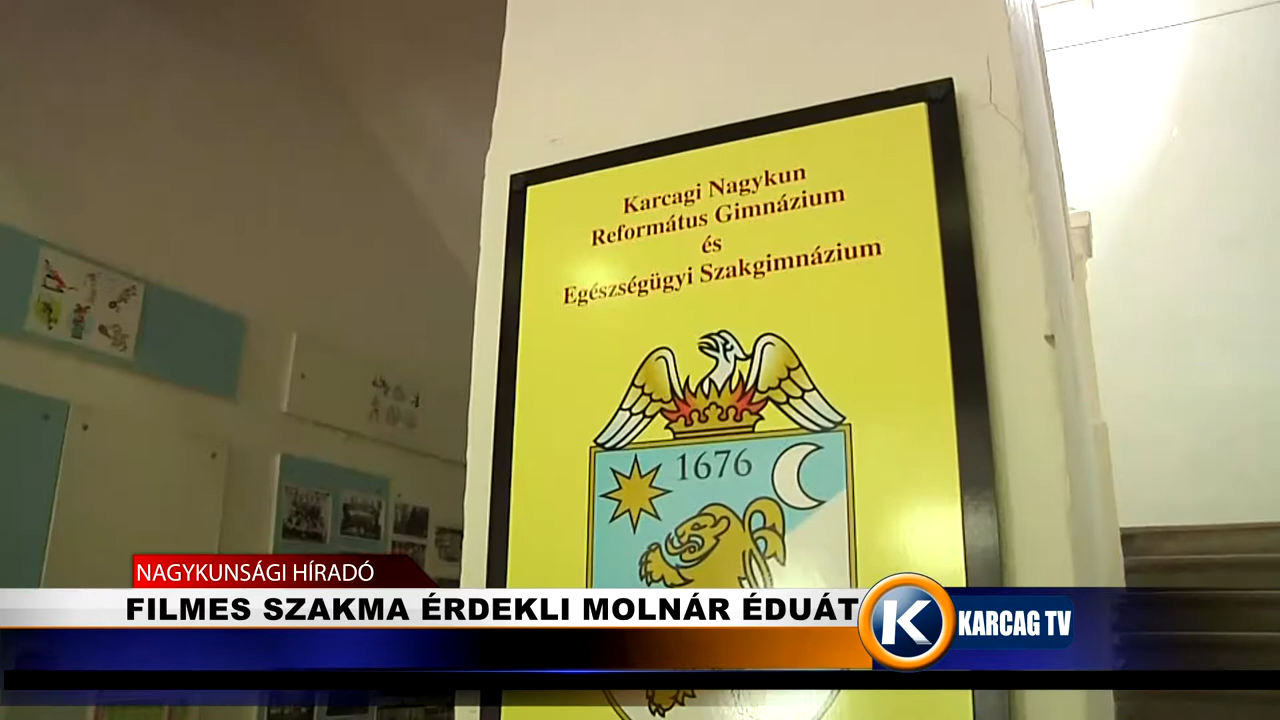 Karcagi Nagykun
Református Gimnázium
és
Egészségügyi Szakgimnázium
1676
NAGYKUNSÁGI HÍRADÓ
FILMES SZAKMA ÉRDEKLI MOLNÁR ÉDUÁT
K KARCAG TV